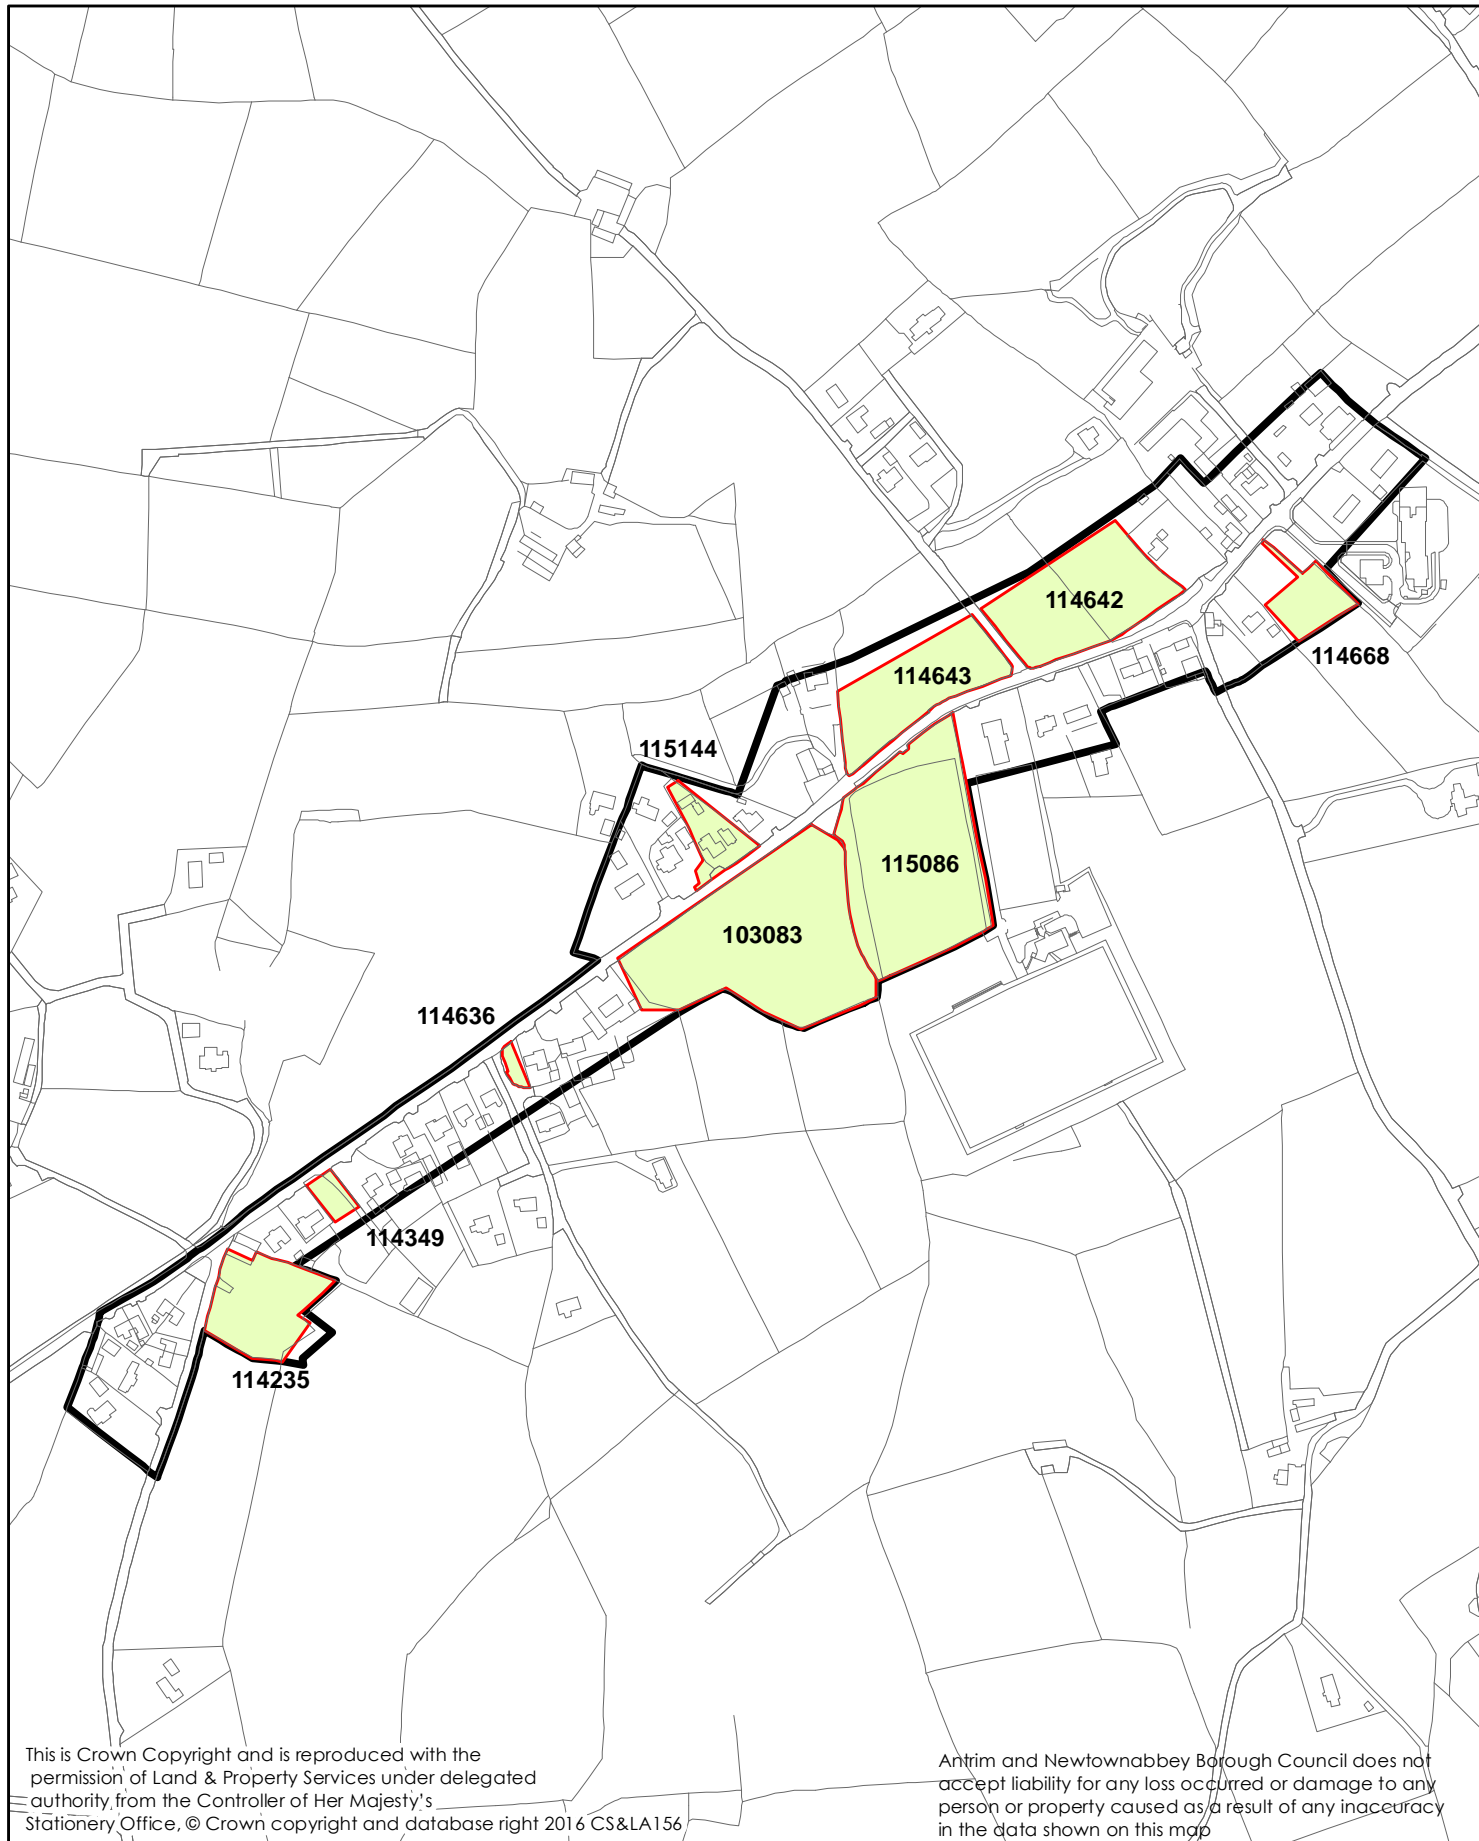 114642
114668
114643
115144
115086
103083
114636
114349
114235
This is Crown Copyright and is reproduced with the
permission of Land & Property Services under delegated
authority from the Controller of Her Majesty's
Stationery Office, © Crown copyright and database right 2016 CS&LA156
Antrim and Newtownabbey Borough Council does not
accept liability for any loss occurred or damage to any
person or property caused as a result of any inaccuracy
in the data shown on this map